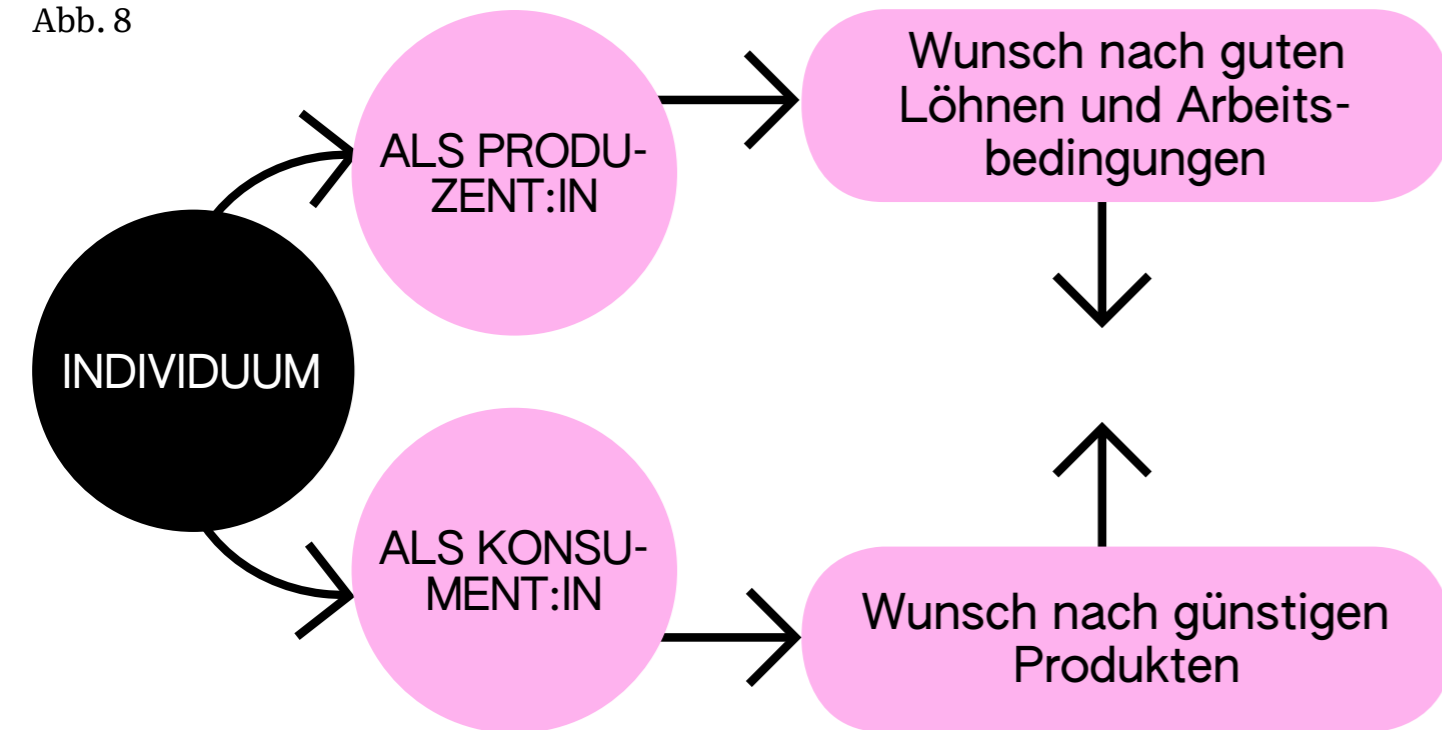 Abb. 8
ALS PRODU-
ZENT:IN
Wunsch nach guten
Löhnen und Arbeits-
bedingungen
INDIVIDUUM
ALS KONSU-
MENT:IN
Wunsch nach günstigen
Produkten